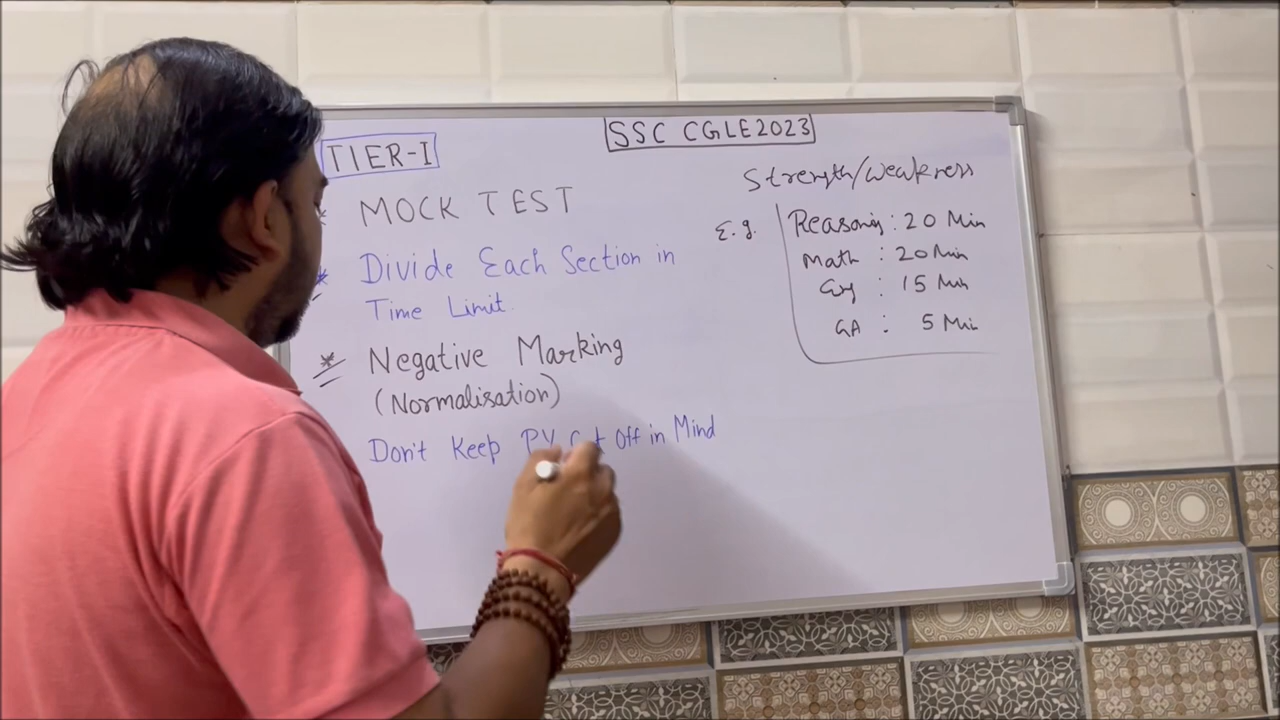 SSC CGLE2023
TIER-I
* MOCK TEST
* Divide Each Section in
Time Limit.
* Negative Marking
(Normalisation)
Don't Keep PY Off in Mind
Strength/Weakness
E.g.
Reasoning : 20 Min
Math : 20 Min
Eng : 15 Min
GA : 5 Min